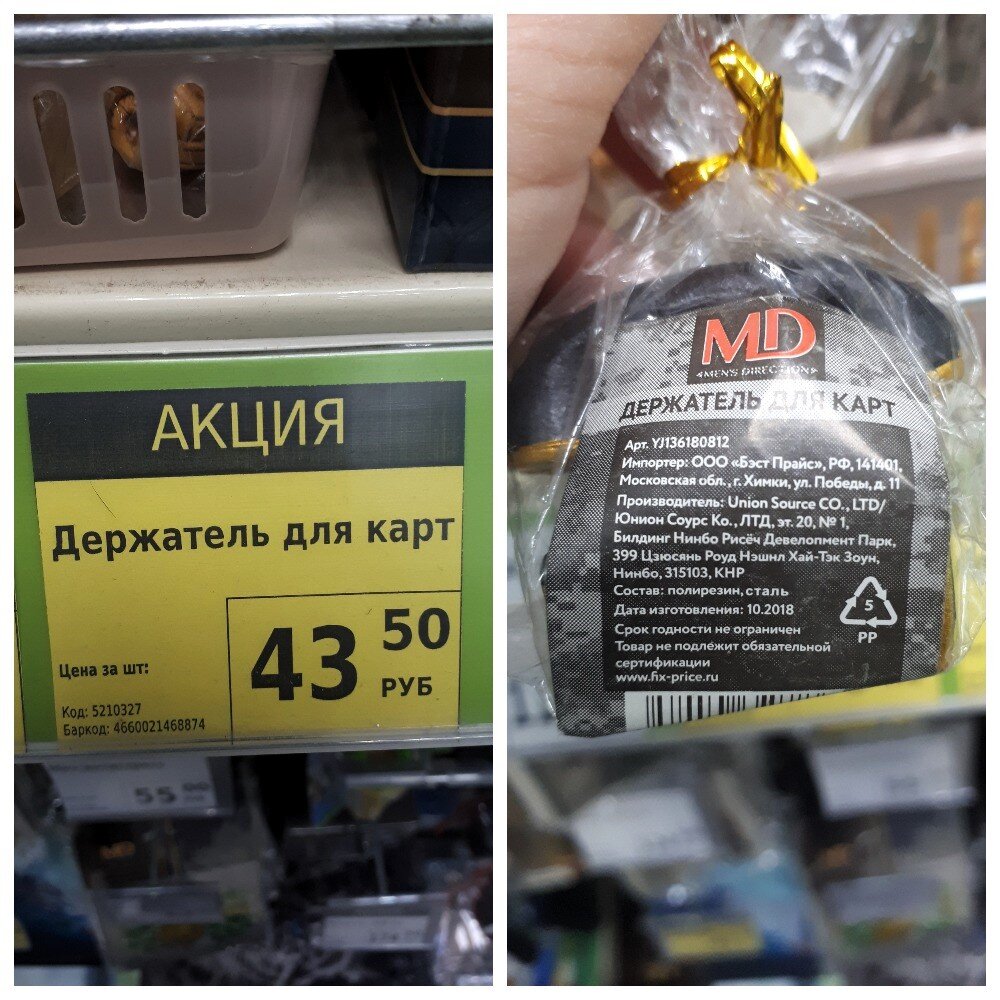 АКЦИЯ
Держатель для карт
43 50
РУБ
Цена за шт:
Код: 5210327
Баркод: 4660021468874
55
MD
MD
MEN'S DIRECTION
ДЕРЖАТЕЛЬ ДЛЯ КАРТ
Арт. YJ136180812
Импортер: ООО «Бэст Прайс», РФ, 141401,
Московская обл., г. Химки, ул. Победы, д. 11
Производитель: Union Source CO., LTD/
Юнион Соурс Ко., ЛТД, эт. 20, № 1,
Билдинг Нинбо Рисёч Девелопмент Парк,
399 Цзюсянь Роуд Нэшнл Хай-Тэк Зоун,
Нинбо, 315103, КНР
Состав: полирезин, сталь
Дата изготовления: 10.2018
Срок годности не ограничен
Товар не подлежит обязательной
сертификации
www.fix-price.ru
5
PP